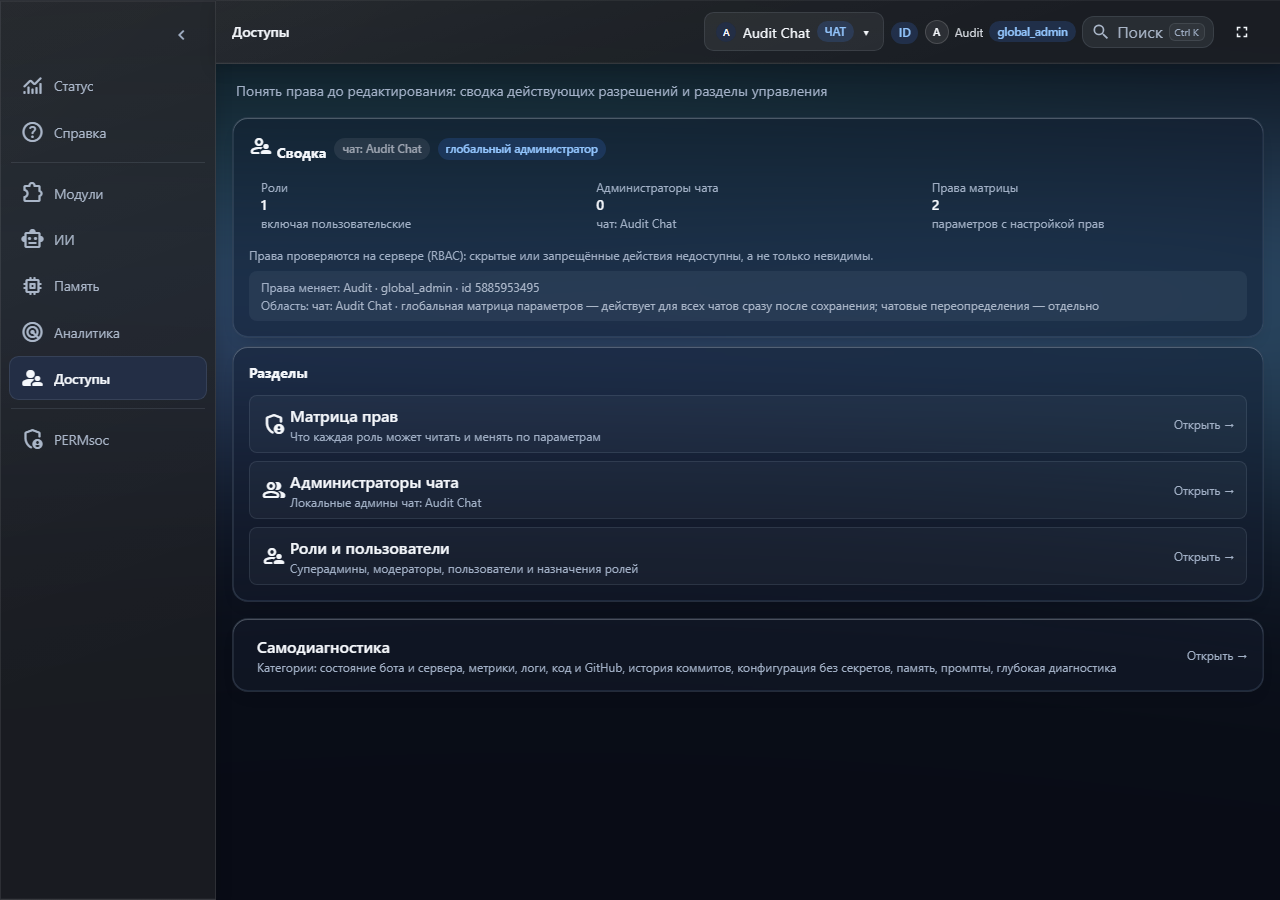 Доступы
A Audit Chat ЧАТ ▾ ID A Audit global_admin Поиск Ctrl K
Статус
Справка
Модули
ИИ
Память
Аналитика
Доступы
PERMsoc
Понять права до редактирования: сводка действующих разрешений и разделы управления
Сводка чат: Audit Chat глобальный администратор
Роли
1
включая пользовательские
Администраторы чата
0
чат: Audit Chat
Права матрицы
2
параметров с настройкой прав
Права проверяются на сервере (RBAC): скрытые или запрещённые действия недоступны, а не только невидимы.
Права меняет: Audit · global_admin · id 5885953495
Область: чат: Audit Chat · глобальная матрица параметров — действует для всех чатов сразу после сохранения; чатовые переопределения — отдельно
Разделы
Матрица прав
Что каждая роль может читать и менять по параметрам
Открыть →
Администраторы чата
Локальные админы чат: Audit Chat
Открыть →
Роли и пользователи
Суперадмины, модераторы, пользователи и назначения ролей
Открыть →
Самодиагностика
Категории: состояние бота и сервера, метрики, логи, код и GitHub, история коммитов, конфигурация без секретов, память, промпты, глубокая диагностика
Открыть →